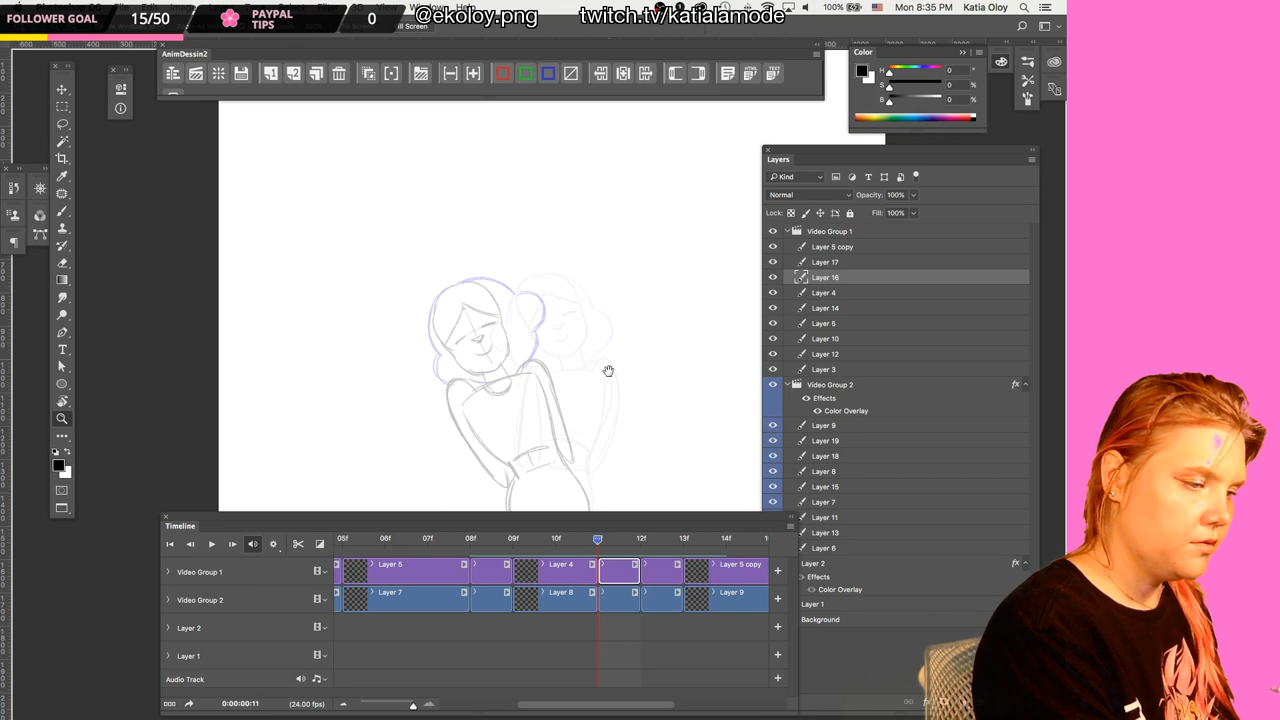 FOLLOWER GOAL 15/50 PAYPAL TIPS 0 @ekoloy.png twitch.tv/katialamode
100% Mon 8:35 PM Katia Oloy
AnimDessin2
Color
H 0 °
S 0 %
B 0 %
Layers
Kind
Normal Opacity: 100%
Lock: Fill: 100%
Video Group 1
Layer 5 copy
Layer 17
Layer 16
Layer 4
Layer 14
Layer 5
Layer 10
Layer 12
Layer 3
Video Group 2 fx
Effects
Color Overlay
Layer 9
Layer 19
Layer 18
Layer 8
Layer 15
Layer 7
Layer 11
Layer 13
Layer 6
Layer 2
Effects
Color Overlay
Layer 1
Background
Timeline
05f 06f 07f 08f 09f 10f 11f 12f 13f 14f
Video Group 1 Layer 5 Layer 4 Layer 5 copy
Video Group 2 Layer 7 Layer 8 Layer 9
Layer 2
Layer 1
Audio Track
0:00:00:11 (24.00 fps)